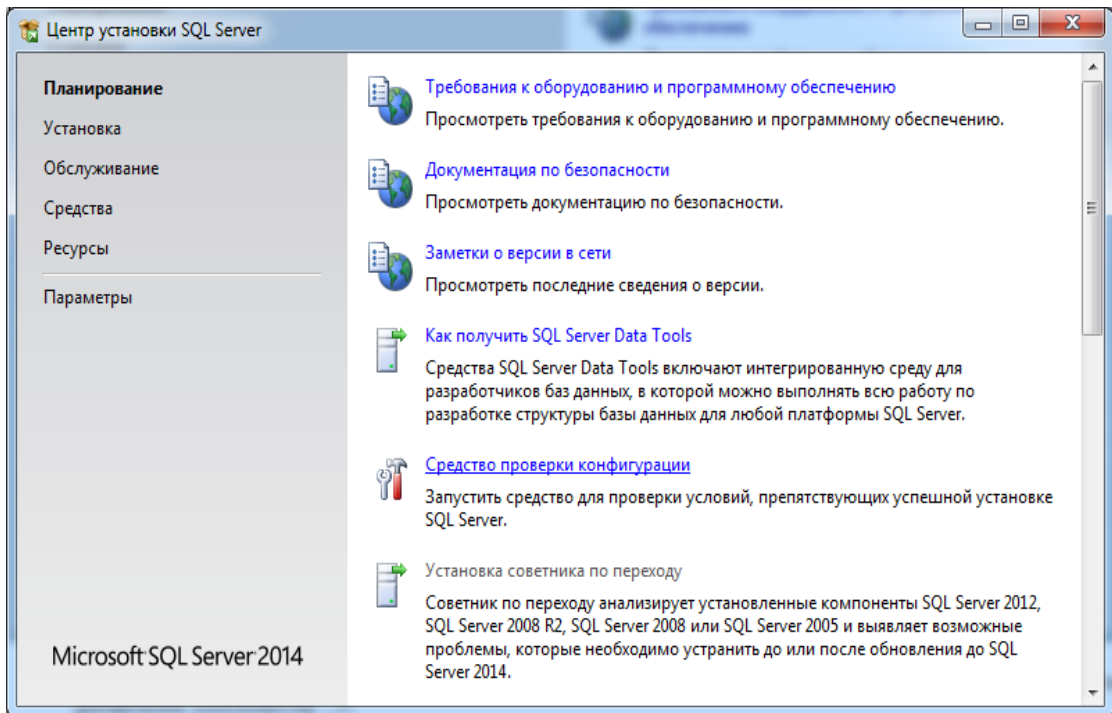 Центр установки SQL Server
Планирование
Установка
Обслуживание
Средства
Ресурсы
Параметры
Microsoft SQL Server 2014
Требования к оборудованию и программному обеспечению
Просмотреть требования к оборудованию и программному обеспечению.
Документация по безопасности
Просмотреть документацию по безопасности.
Заметки о версии в сети
Просмотреть последние сведения о версии.
Как получить SQL Server Data Tools
Средства SQL Server Data Tools включают интегрированную среду для
разработчиков баз данных, в которой можно выполнять всю работу по
разработке структуры базы данных для любой платформы SQL Server.
Средство проверки конфигурации
Запустить средство для проверки условий, препятствующих успешной установке
SQL Server.
Установка советника по переходу
Советник по переходу анализирует установленные компоненты SQL Server 2012,
SQL Server 2008 R2, SQL Server 2008 или SQL Server 2005 и выявляет возможные
проблемы, которые необходимо устранить до или после обновления до SQL
Server 2014.